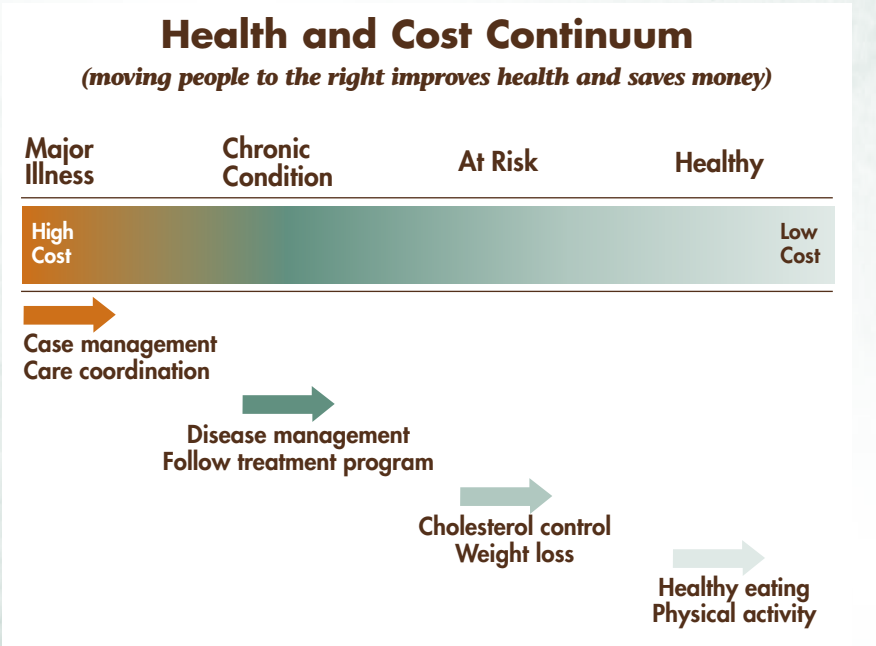 Health and Cost Continuum
(moving people to the right improves health and saves money)
Major
Illness
Chronic
Condition
At Risk
Healthy
High
Cost
Low
Cost
Case management
Care coordination
Disease management
Follow treatment program
Cholesterol control
Weight loss
Healthy eating
Physical activity